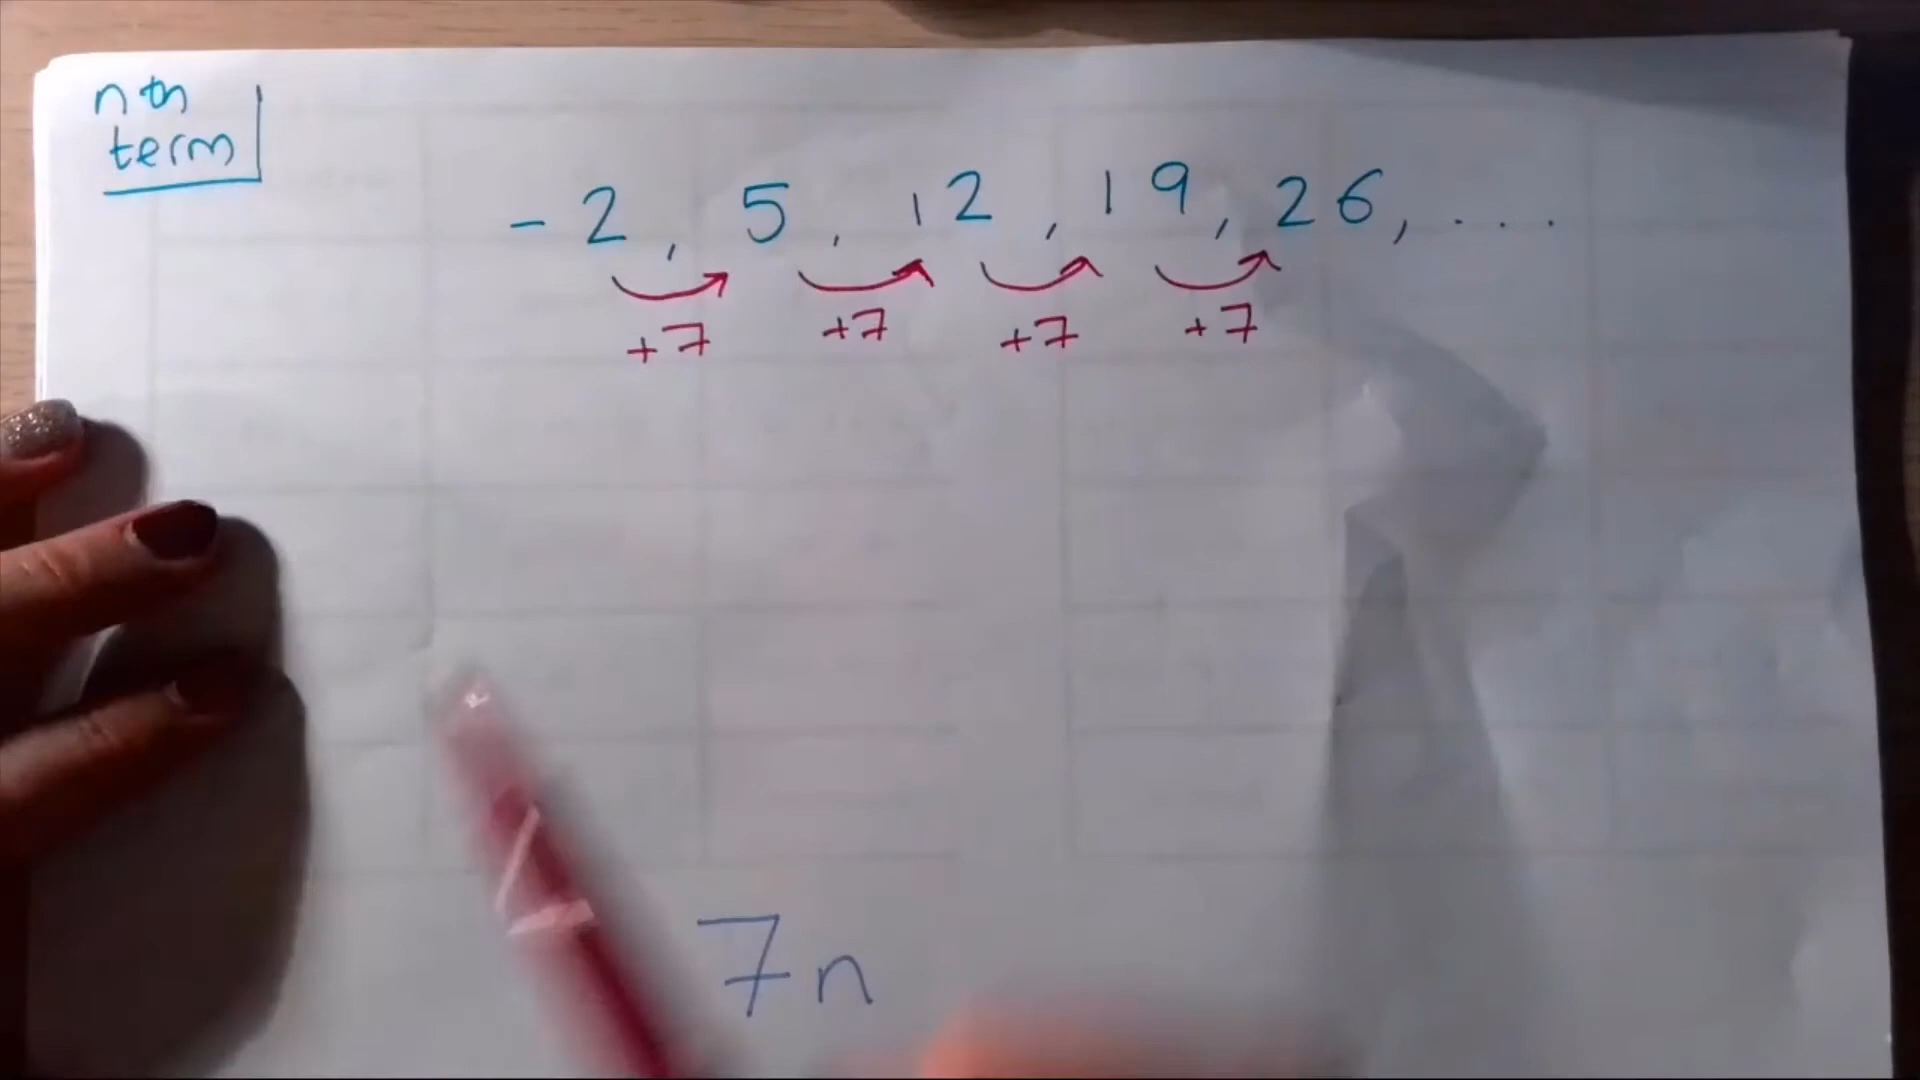 nth
term
-2, 5, 12, 19, 26, ....
+7 +7 +7 +7
7n